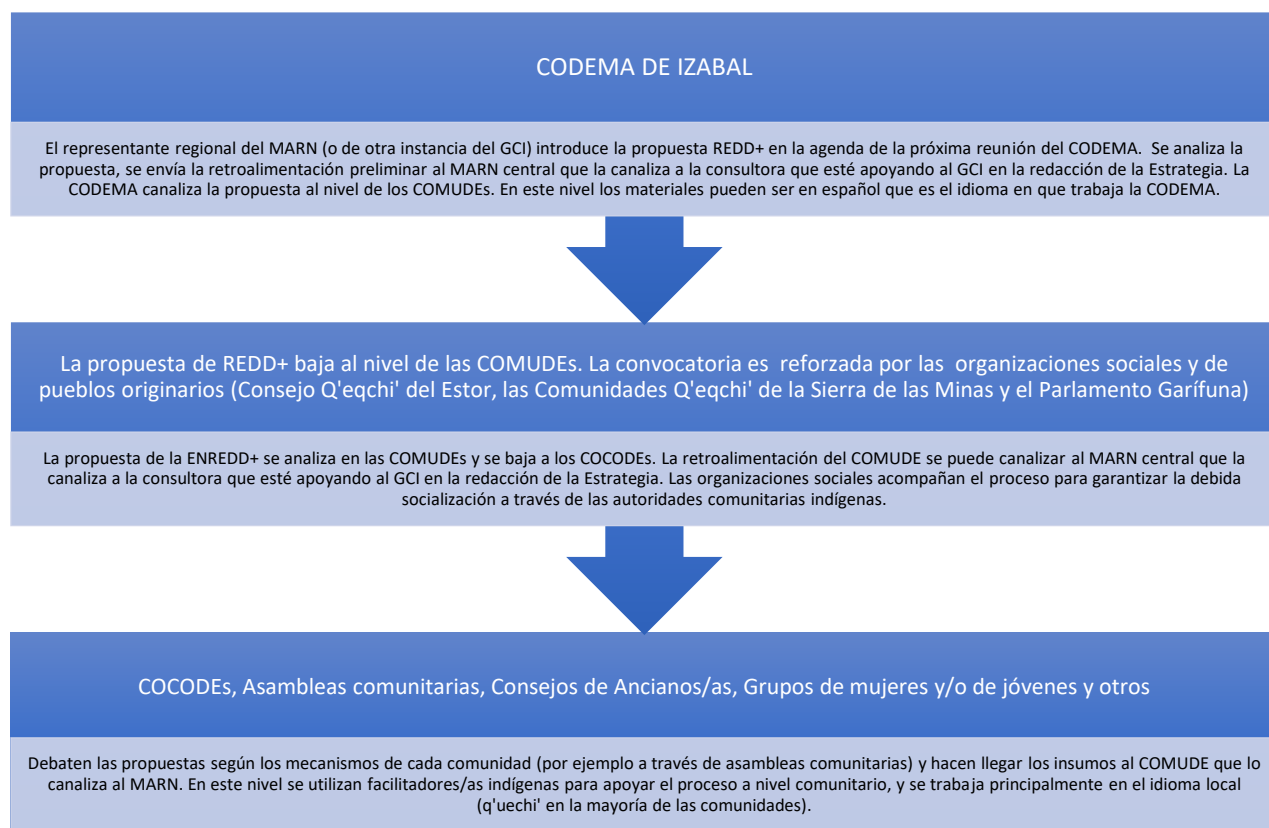 CODEMA DE IZABAL
El representante regional del MARN (o de otra instancia del GCI) introduce la propuesta REDD+ en la agenda de la próxima reunión del CODEMA.  Se analiza la
propuesta, se envía la retroalimentación preliminar al MARN central que la canaliza a la consultora que esté apoyando al GCI en la redacción de la Estrategia. La
CODEMA canaliza la propuesta al nivel de los COMUDEs. En este nivel los materiales pueden ser en español que es el idioma en que trabaja la CODEMA.
La propuesta de REDD+ baja al nivel de las COMUDEs. La convocatoria es  reforzada por las  organizaciones sociales y de
pueblos originarios (Consejo Q'eqchi' del Estor, las Comunidades Q'eqchi' de la Sierra de las Minas y el Parlamento Garífuna)
La propuesta de la ENREDD+ se analiza en las COMUDEs y se baja a los COCODEs. La retroalimentación del COMUDE se puede canalizar al MARN central que la
canaliza a la consultora que esté apoyando al GCI en la redacción de la Estrategia. Las organizaciones sociales acompañan el proceso para garantizar la debida
socialización a través de las autoridades comunitarias indígenas.
COCODEs, Asambleas comunitarias, Consejos de Ancianos/as, Grupos de mujeres y/o de jóvenes y otros
Debaten las propuestas según los mecanismos de cada comunidad (por ejemplo a través de asambleas comunitarias) y hacen llegar los insumos al COMUDE que lo
canaliza al MARN. En este nivel se utilizan facilitadores/as indígenas para apoyar el proceso a nivel comunitario, y se trabaja principalmente en el idioma local
(q'uechi' en la mayoría de las comunidades).